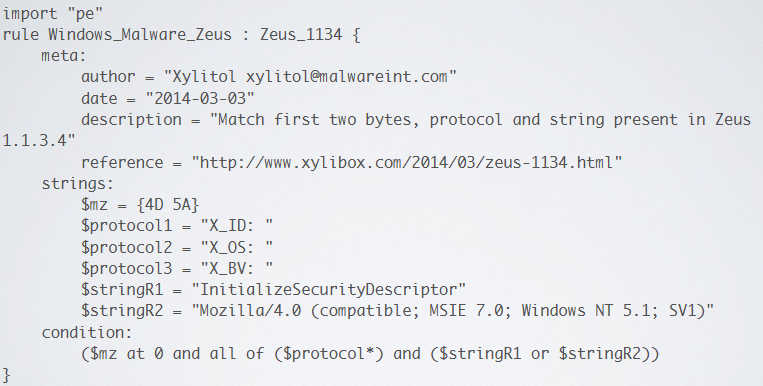 import "pe"
rule Windows_Malware_Zeus : Zeus_1134 {
    meta:
        author = "Xylitol xylitol@malwareint.com"
        date = "2014-03-03"
        description = "Match first two bytes, protocol and string present in Zeus
1.1.3.4"
        reference = "http://www.xylibox.com/2014/03/zeus-1134.html"
    strings:
        $mz = {4D 5A}
        $protocol1 = "X_ID: "
        $protocol2 = "X_OS: "
        $protocol3 = "X_BV: "
        $stringR1 = "InitializeSecurityDescriptor"
        $stringR2 = "Mozilla/4.0 (compatible; MSIE 7.0; Windows NT 5.1; SV1)"
    condition:
        ($mz at 0 and all of ($protocol*) and ($stringR1 or $stringR2))
}